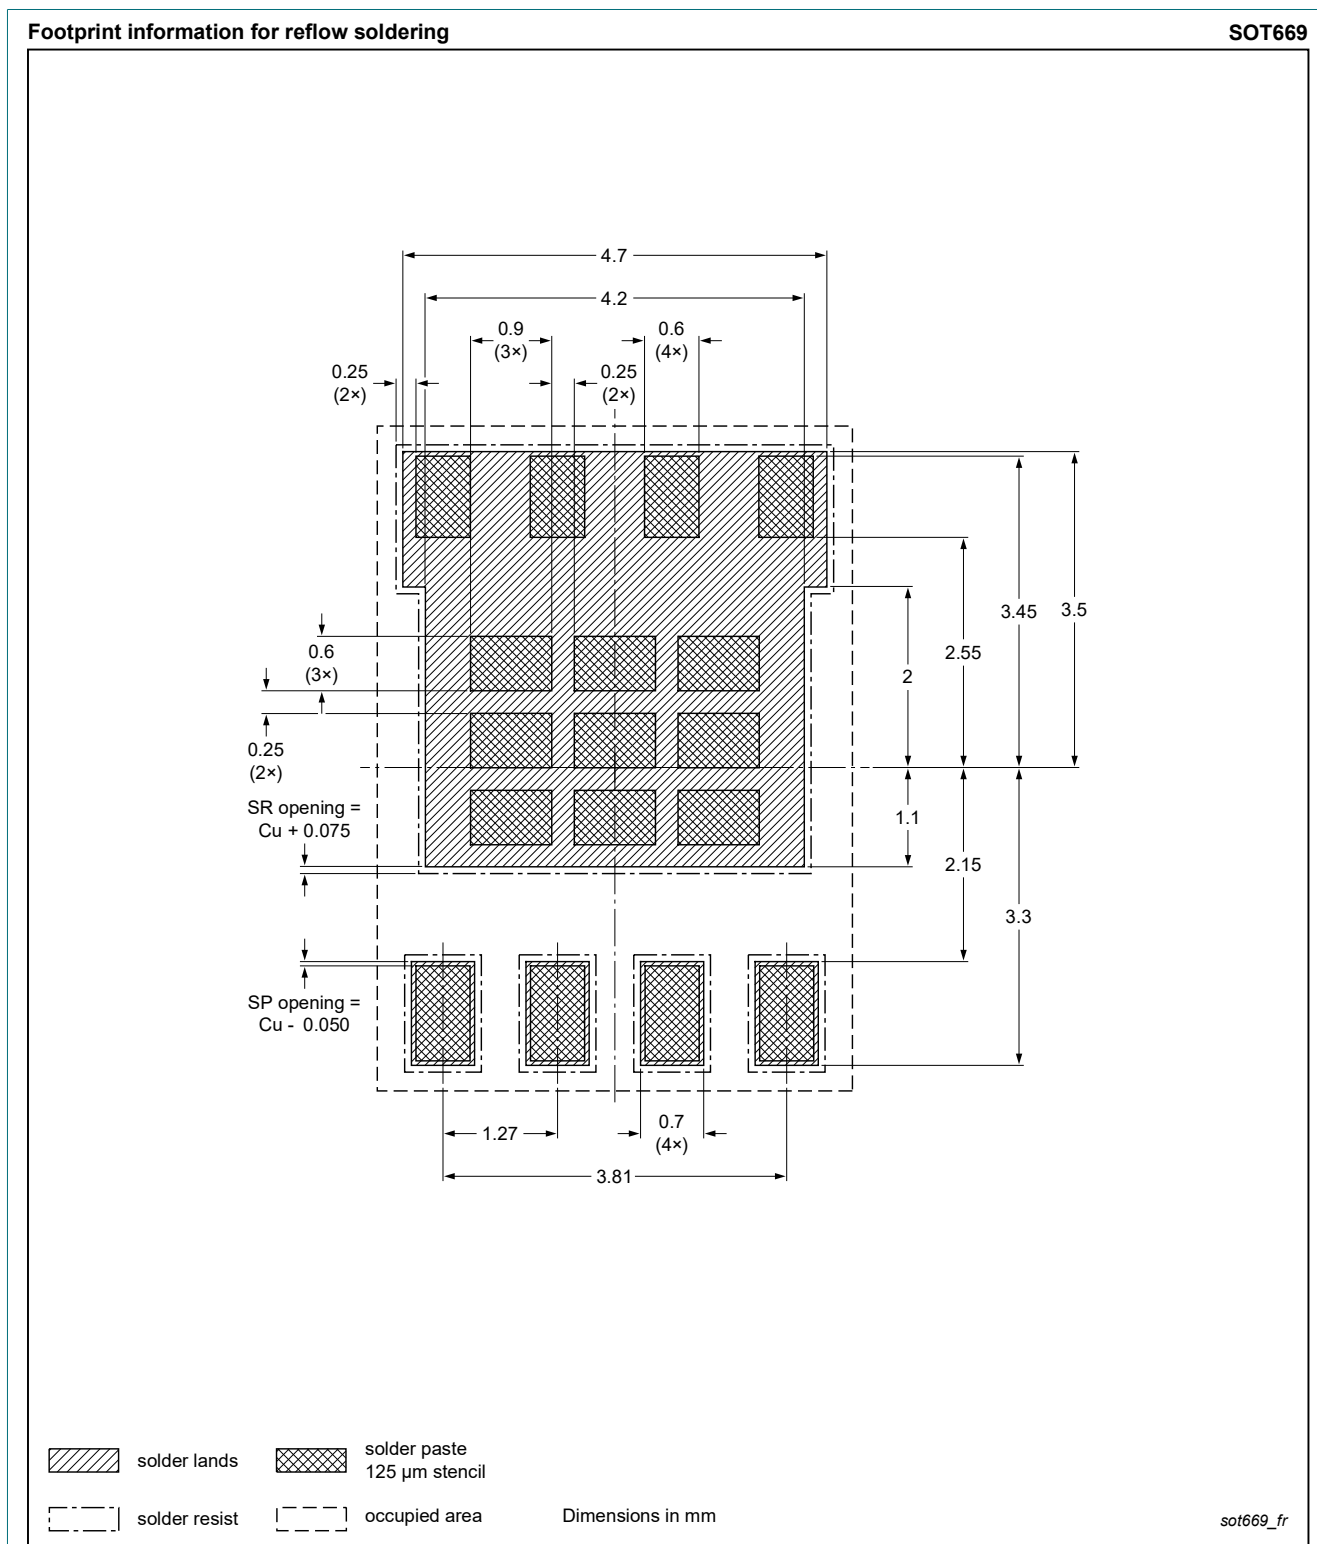 Footprint information for reflow soldering SOT669
4.7
4.2
0.9
(3×)
0.6
(4×)
0.25
(2×)
0.25
(2×)
3.45
3.5
2.55
2
0.6
(3×)
0.25
(2×)
SR opening =
Cu + 0.075
1.1
2.15
3.3
SP opening =
Cu - 0.050
1.27
0.7
(4×)
3.81
solder lands
solder paste
125 µm stencil
solder resist
occupied area
Dimensions in mm
sot669_fr